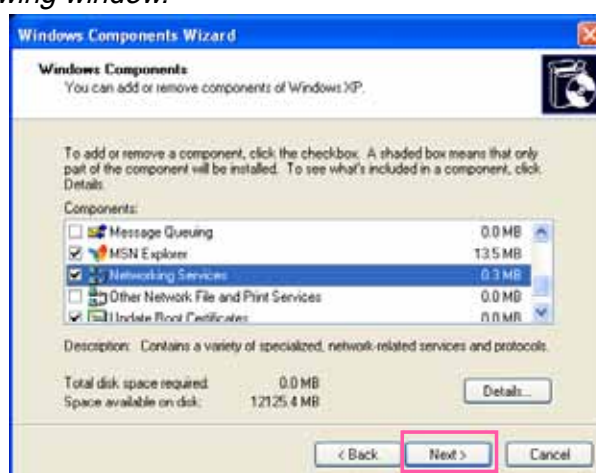 wing window.
Windows Components Wizard
Windows Components
You can add or remove components of Windows XP.
To add or remove a component, click the checkbox. A shaded box means that only
part of the component will be installed. To see what's included in a component, click
Details.
Components:
Message Queuing 0.0 MB
MSN Explorer 13.5 MB
Networking Services 0.3 MB
Other Network File and Print Services 0.0 MB
Update Root Certificates 0.0 MB
Description: Contains a variety of specialized, network-related services and protocols.
Total disk space required: 0.0 MB
Space available on disk: 12125.4 MB
Details...
< Back Next > Cancel